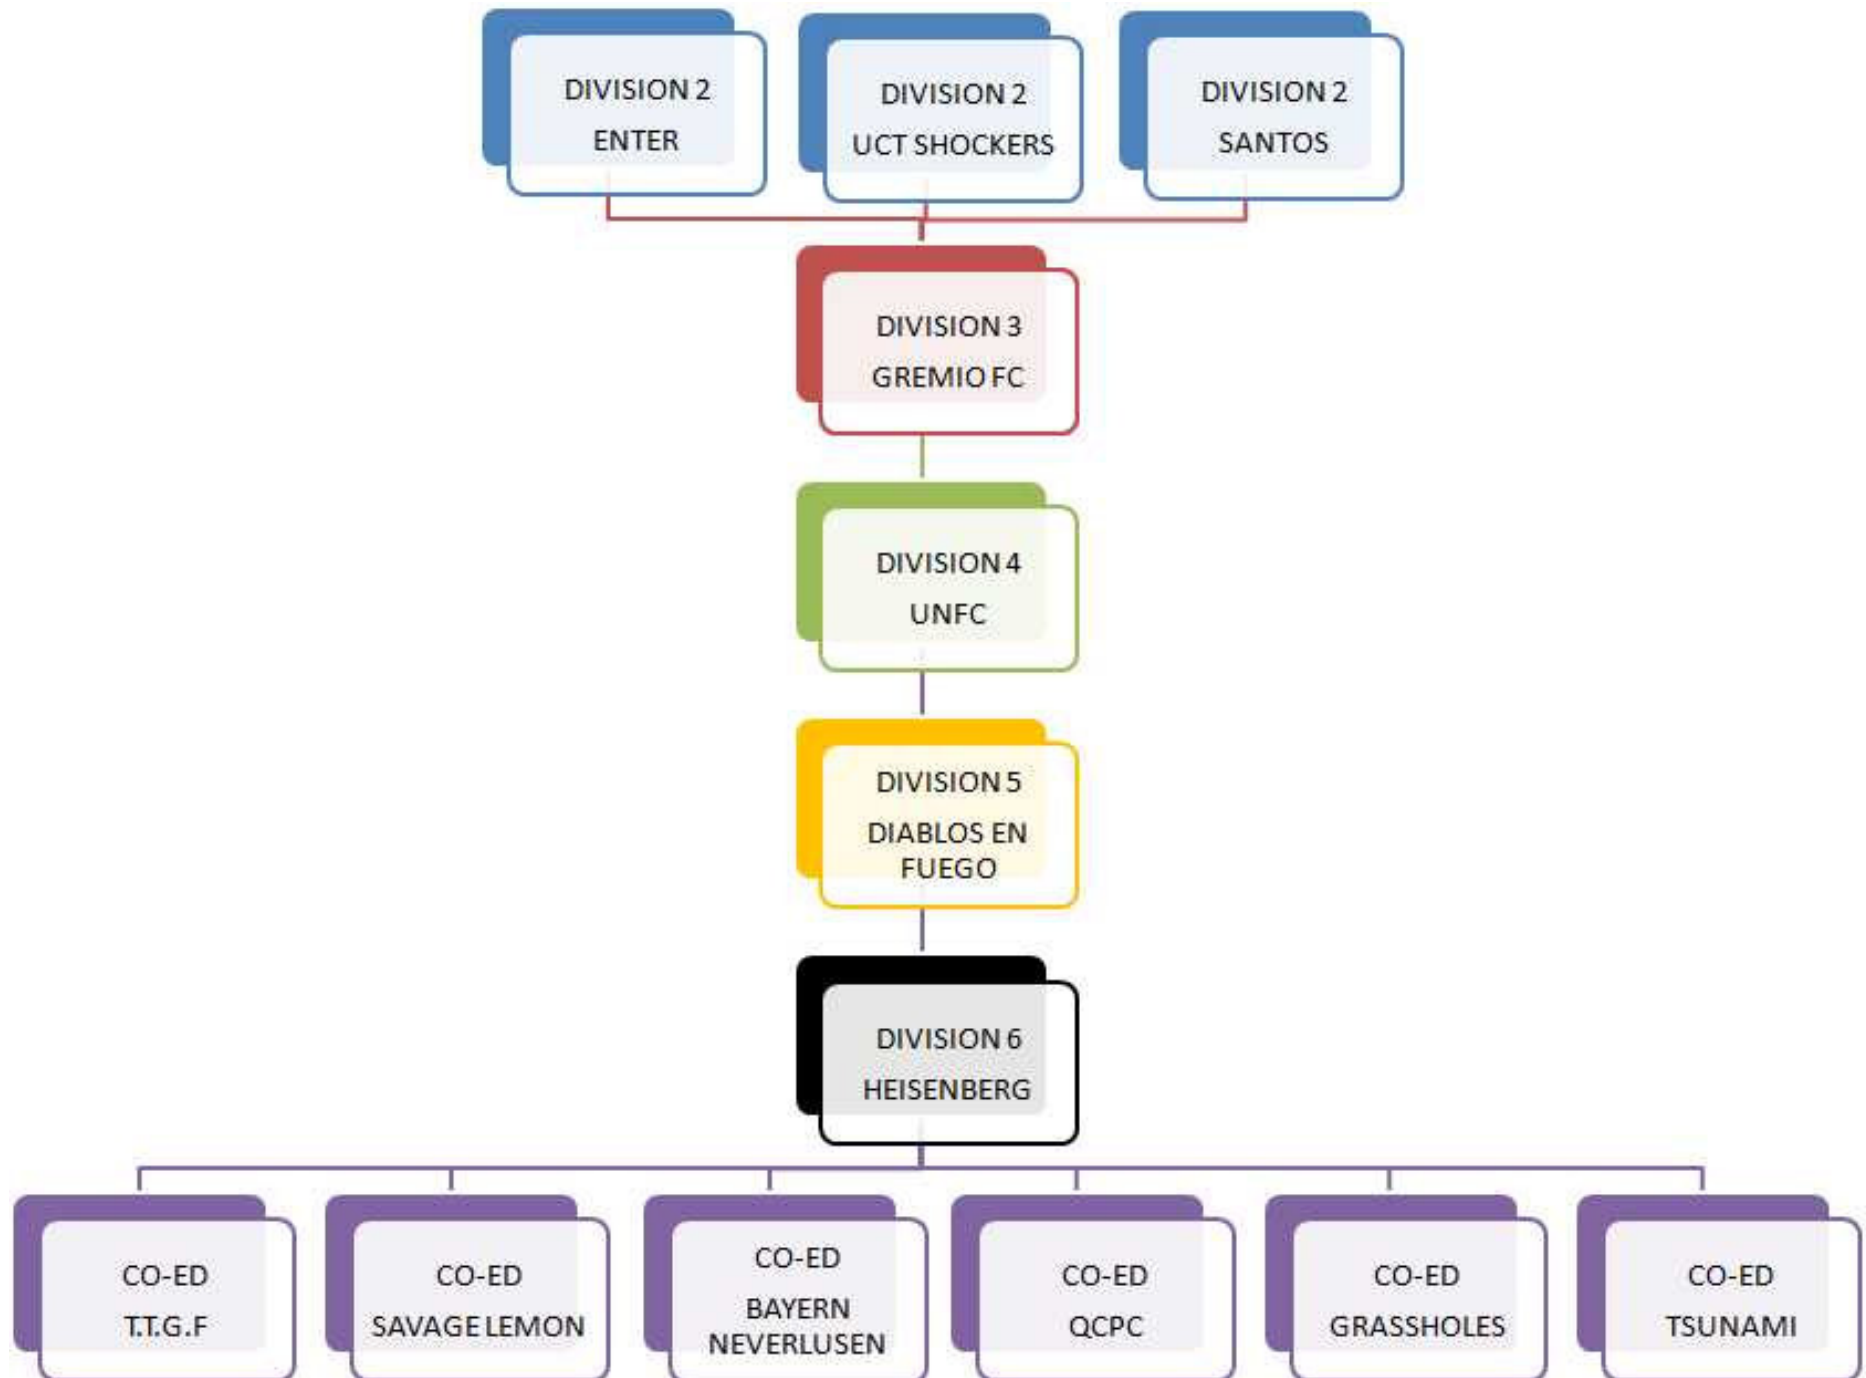 DIVISION 2
ENTER
DIVISION 2
UCT SHOCKERS
DIVISION 2
SANTOS
DIVISION 3
GREMIO FC
DIVISION 4
UNFC
DIVISION 5
DIABLOS EN
FUEGO
DIVISION 6
HEISENBERG
CO-ED
T.T.G.F
CO-ED
SAVAGE LEMON
CO-ED
BAYERN
NEVERLUSEN
CO-ED
QCPC
CO-ED
GRASSHOLES
CO-ED
TSUNAMI